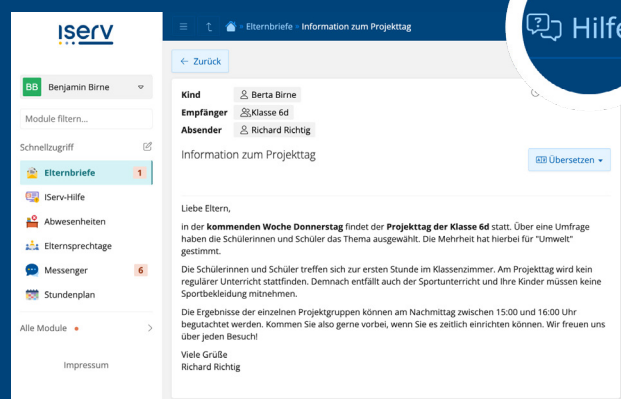 IServ
Elternbriefe » Information zum Projekttag
Hilfe
← Zurück
BB Benjamin Birne
Modul filtern...
Schnellzugriff
Elternbriefe 1
IServ-Hilfe
Abwesenheiten
Elternsprechtage
Messenger 6
Stundenplan
Alle Module
Impressum
Kind Berta Birne
Empfänger Klasse 6d
Absender Richard Richtig
Information zum Projekttag
Übersetzen
Liebe Eltern,
in der kommenden Woche Donnerstag findet der Projekttag der Klasse 6d statt. Über eine Umfrage
haben die Schülerinnen und Schüler das Thema ausgewählt. Die Mehrheit hat hierbei für "Umwelt"
gestimmt.
Die Schülerinnen und Schüler treffen sich zur ersten Stunde im Klassenzimmer. Am Projekttag wird kein
regulärer Unterricht stattfinden. Demnach entfällt auch der Sportunterricht und Ihre Kinder müssen keine
Sportbekleidung mitnehmen.
Die Ergebnisse der einzelnen Projektgruppen können am Nachmittag zwischen 15:00 und 16:00 Uhr
begutachtet werden. Kommen Sie also gerne vorbei, wenn Sie es zeitlich einrichten können. Wir freuen uns
über jeden Besuch!
Viele Grüße
Richard Richtig